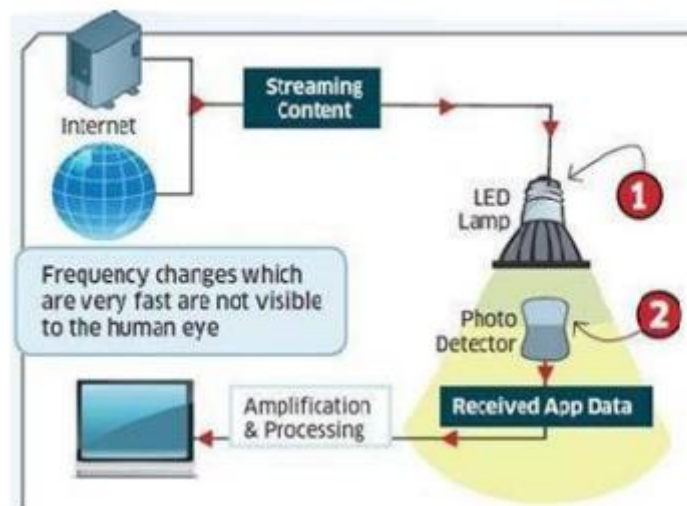 Streaming
Content
Internet
LED
Lamp
1
Frequency changes which
are very fast are not visible
to the human eye
Photo
Detector
2
Received App Data
Amplification
& Processing